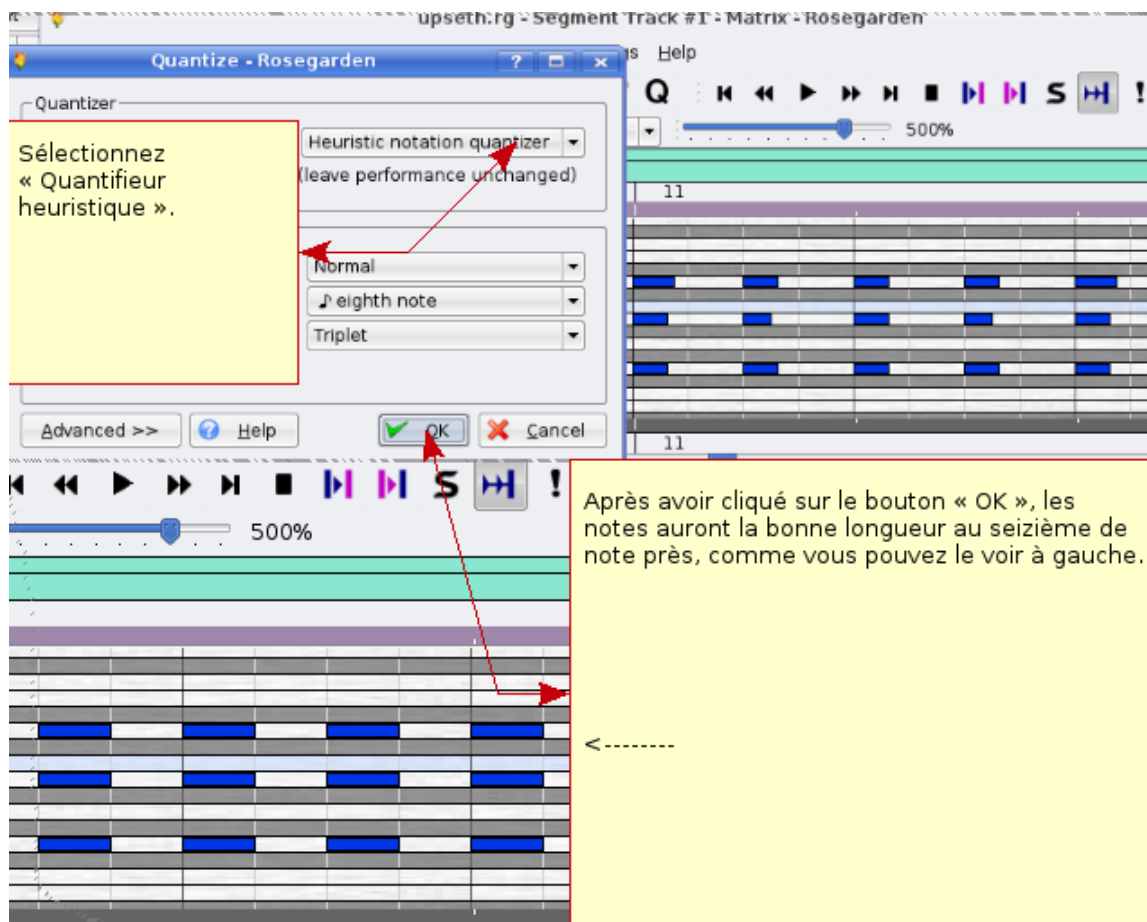 upseth.rg - Segment Track #1 - Matrix - Rosegarden
Help
Q
S
!
500%
11
Quantize - Rosegarden
?
Quantizer
Heuristic notation quantizer
(leave performance unchanged)
Sélectionnez
« Quantifieur
heuristique ».
Normal
eighth note
Triplet
Advanced >>
Help
OK
Cancel
11
S
!
500%
Après avoir cliqué sur le bouton « OK », les
notes auront la bonne longueur au seizième de
note près, comme vous pouvez le voir à gauche.
<--------